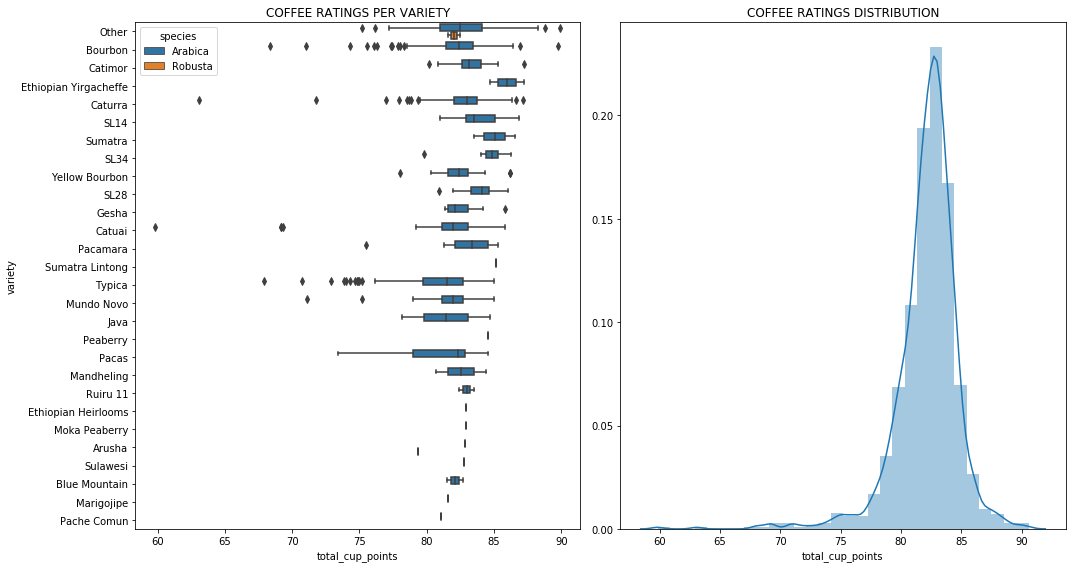 COFFEE RATINGS PER VARIETY
species
Arabica
Robusta
variety
Other
Bourbon
Catimor
Ethiopian Yirgacheffe
Caturra
SL14
Sumatra
SL34
Yellow Bourbon
SL28
Gesha
Catuai
Pacamara
Sumatra Lintong
Typica
Mundo Novo
Java
Peaberry
Pacas
Mandheling
Ruiru 11
Ethiopian Heirlooms
Moka Peaberry
Arusha
Sulawesi
Blue Mountain
Marigojipe
Pache Comun
60 65 70 75 80 85 90
total_cup_points
COFFEE RATINGS DISTRIBUTION
0.20
0.15
0.10
0.05
0.00
60 65 70 75 80 85 90
total_cup_points